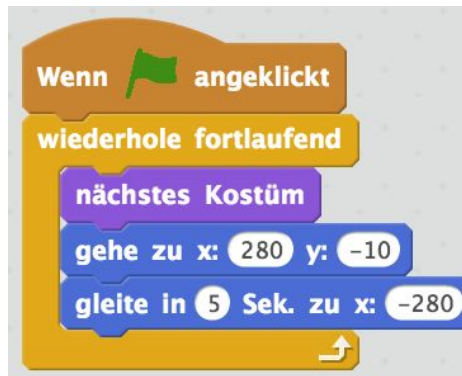 Wenn angeklickt
wiederhole fortlaufend
nächstes Kostüm
gehe zu x: 280 y: -10
gleite in 5 Sek. zu x: -280